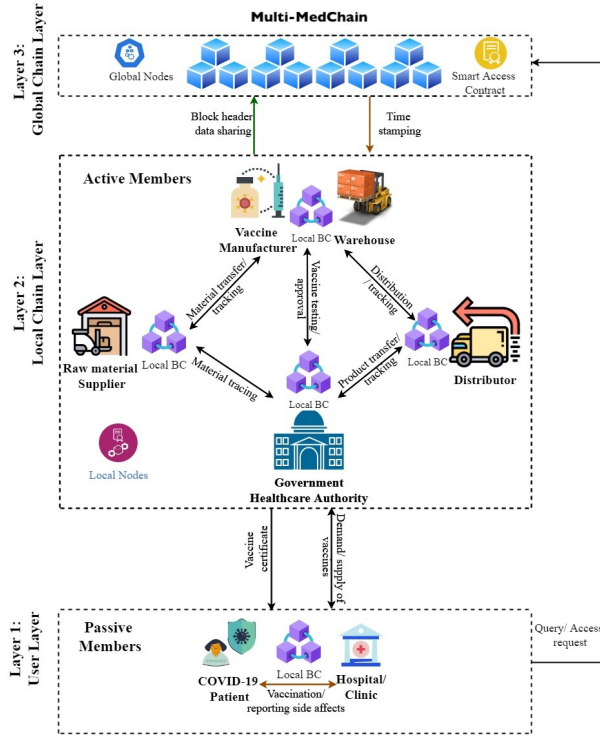 Multi-MedChain
Layer 3:
Global Chain Layer
Global Nodes
Smart Access
Contract
Block header
data sharing
Time
stamping
Layer 2:
Local Chain Layer
Active Members
Vaccine
Manufacturer
Local BC
Warehouse
Material transfer/
tracking
Vaccine testing/
approval
Distribution
/ tracking
Raw material
Supplier
Local BC
Local BC
Distributor
Material tracing
Local BC
Product transfer/
tracking
Local Nodes
Government
Healthcare Authority
Vaccine
certificate
Demand/ supply of
vaccines
Layer 1:
User Layer
Passive
Members
COVID-19
Patient
Local BC
Hospital/
Clinic
Vaccination/
reporting side affects
Query/ Access
request